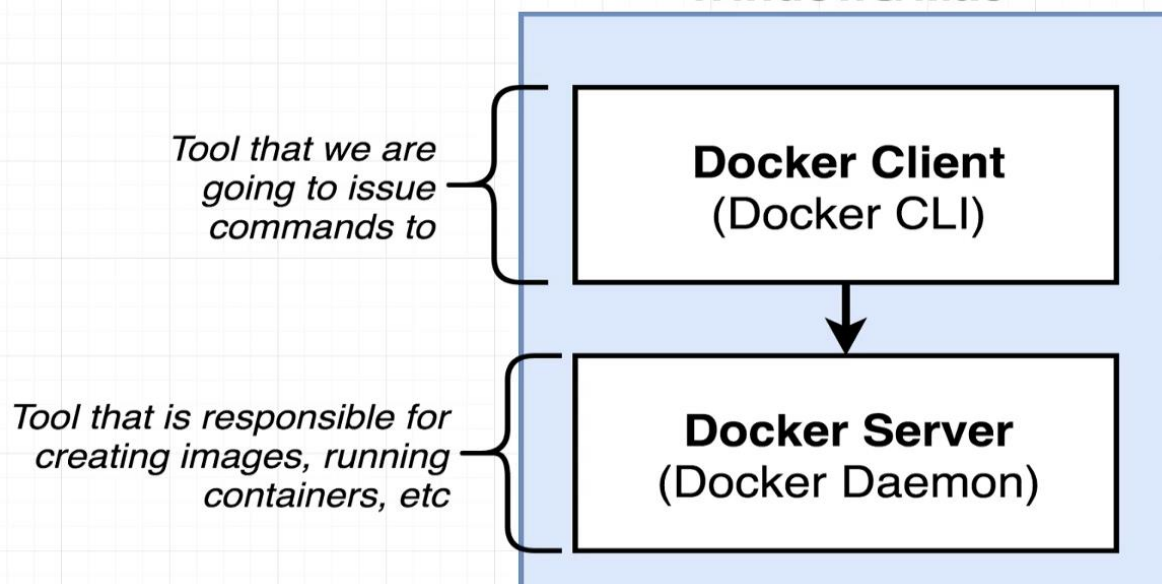 Tool that we are
going to issue
commands to
Docker Client
(Docker CLI)
Tool that is responsible for
creating images, running
containers, etc
Docker Server
(Docker Daemon)